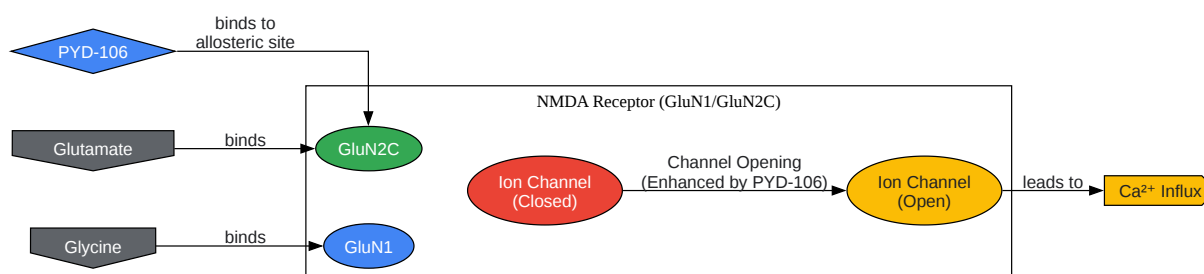 PYD-106
binds to
allosteric site
NMDA Receptor (GluN1/GluN2C)
Glutamate
binds
GluN2C
Ion Channel
(Closed)
Channel Opening
(Enhanced by PYD-106)
Ion Channel
(Open)
leads to
Ca²⁺ Influx
Glycine
binds
GluN1